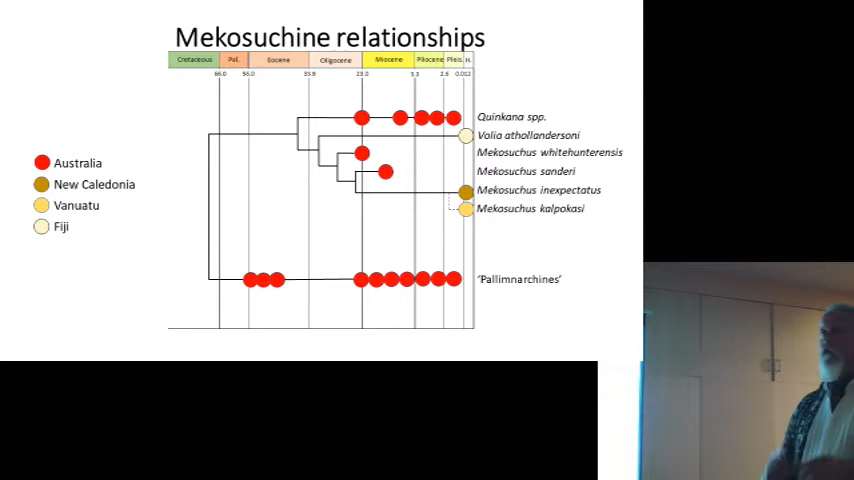 Mekosuchine relationships
Cretaceous Pal. Eocene Oligocene Miocene Pliocene Pleis. H.
66.0 56.0 33.9 23.0 5.3 2.6 0.012
Quinkana spp.
Volia athollandersoni
Mekosuchus whitehunterensis
Mekosuchus sanderi
Mekosuchus inexpectatus
Mekosuchus kalpokasi
'Pallimnarchines'
Australia
New Caledonia
Vanuatu
Fiji